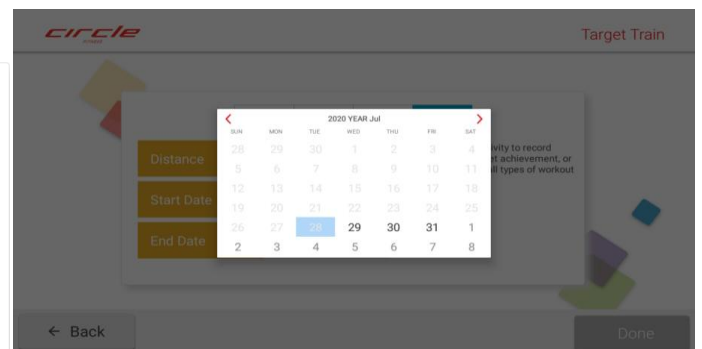 circle
fitness
Target Train
2020 YEAR Jul
SUN MON TUE WED THU FRI SAT
28 29 30 1 2 3 4
5 6 7 8 9 10 11
12 13 14 15 16 17 18
19 20 21 22 23 24 25
26 27 28 29 30 31 1
2 3 4 5 6 7 8
Distance
Start Date
End Date
ivity to record
et achievement, or
ll types of workout
← Back
Done